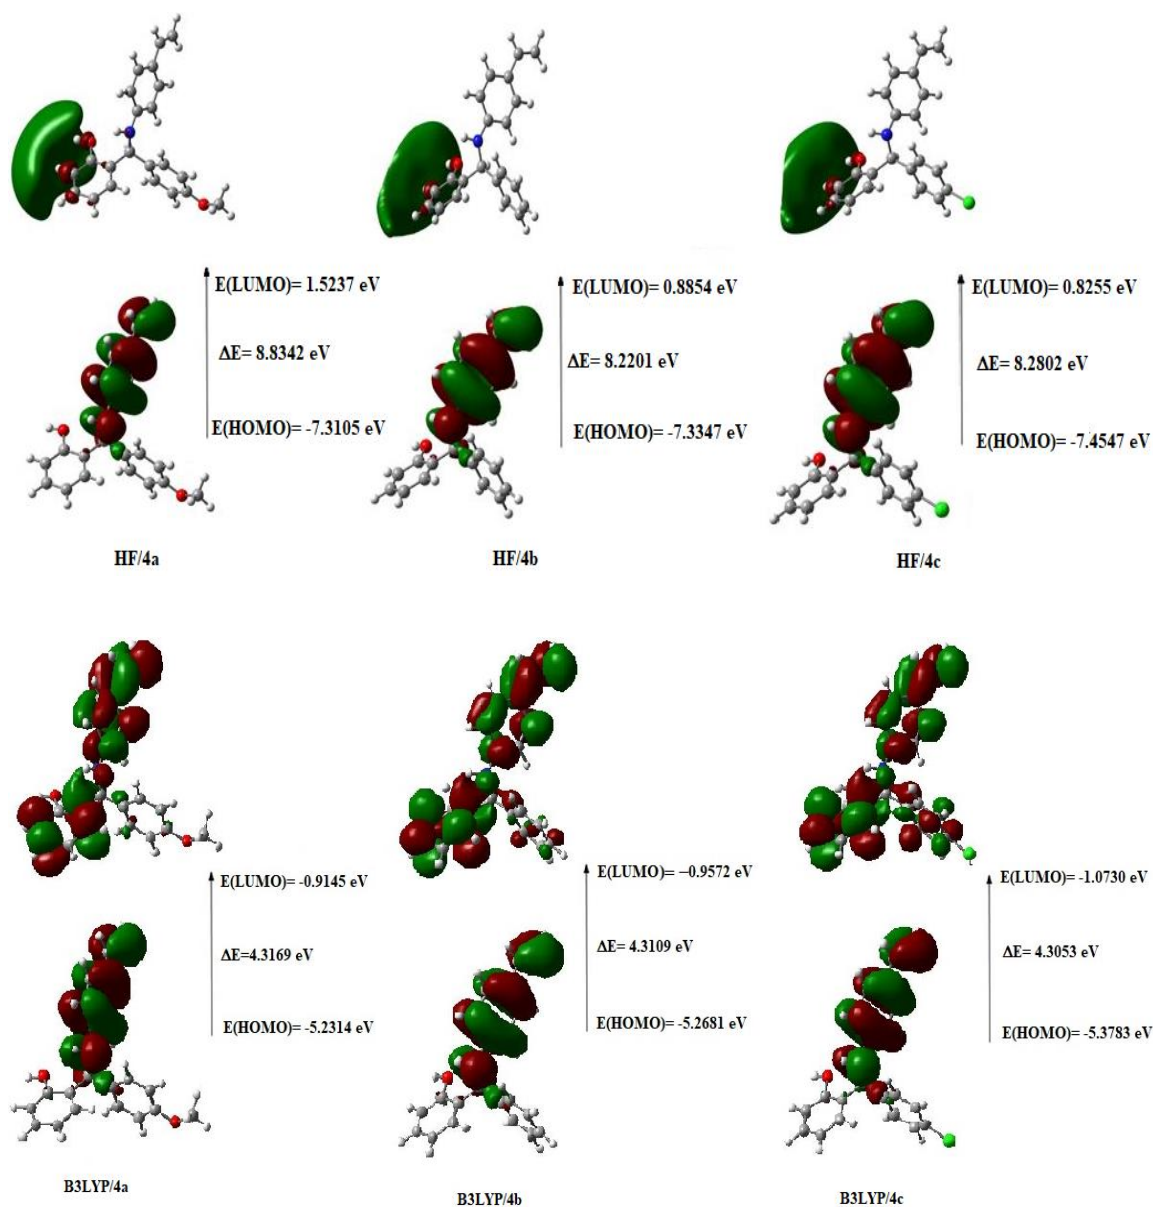 E(LUMO)= 1.5237 eV
ΔE= 8.8342 eV
E(HOMO)= -7.3105 eV
HF/4a
E(LUMO)= 0.8854 eV
ΔE= 8.2201 eV
E(HOMO)= -7.3347 eV
HF/4b
E(LUMO)= 0.8255 eV
ΔE= 8.2802 eV
E(HOMO)= -7.4547 eV
HF/4c
E(LUMO)= -0.9145 eV
ΔE=4.3169 eV
E(HOMO)= -5.2314 eV
B3LYP/4a
E(LUMO)= –0.9572 eV
ΔE= 4.3109 eV
E(HOMO)= -5.2681 eV
B3LYP/4b
E(LUMO)= -1.0730 eV
ΔE= 4.3053 eV
E(HOMO)= -5.3783 eV
B3LYP/4c